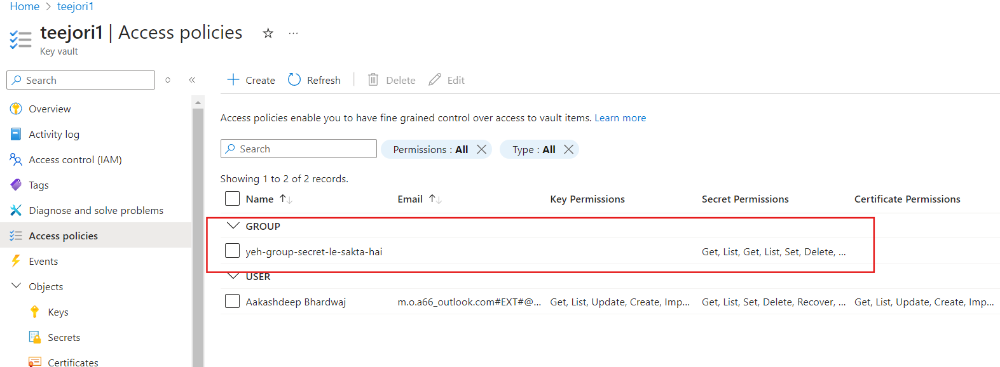 Home > teejori1
teejori1 | Access policies ☆ ...
Key vault
Search
Overview
Activity log
Access control (IAM)
Tags
Diagnose and solve problems
Access policies
Events
Objects
Keys
Secrets
Certificates
Create Refresh Delete Edit
Access policies enable you to have fine grained control over access to vault items. Learn more
Search Permissions : All Type : All
Showing 1 to 2 of 2 records.
Name ↑↓ Email ↑↓ Key Permissions Secret Permissions Certificate Permissions
GROUP
yeh-group-secret-le-sakta-hai Get, List, Get, List, Set, Delete, ...
USER
Aakashdeep Bhardwaj m.o.a66_outlook.com#EXT#@... Get, List, Update, Create, Imp... Get, List, Set, Delete, Recover, ... Get, List, Update, Create, Imp...